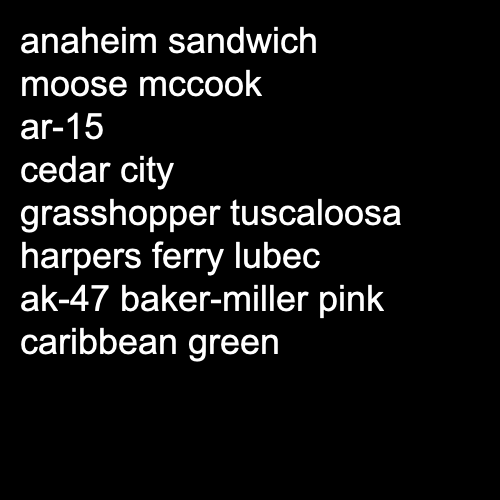 anaheim sandwich
moose mccook
ar-15
cedar city
grasshopper tuscaloosa
harpers ferry lubec
ak-47 baker-miller pink
caribbean green